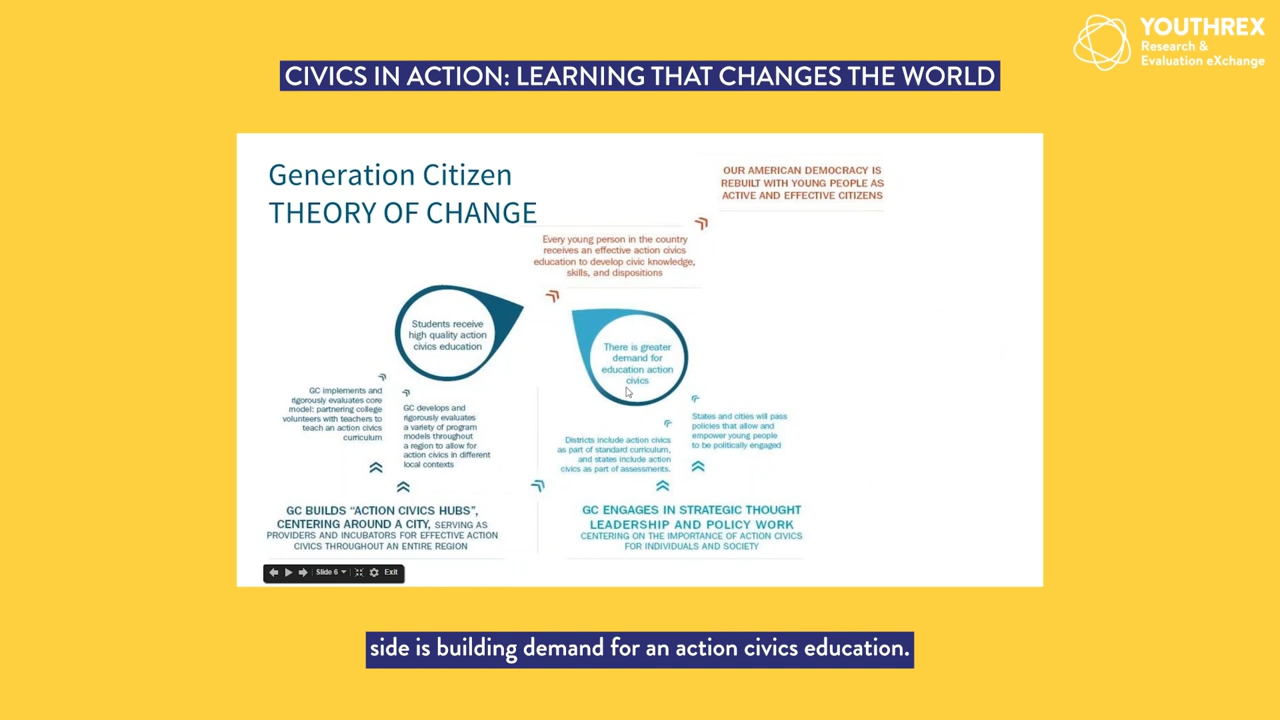 YOUTHREX
Research &
Evaluation eXchange
CIVICS IN ACTION: LEARNING THAT CHANGES THE WORLD
Generation Citizen
THEORY OF CHANGE
OUR AMERICAN DEMOCRACY IS
REBUILT WITH YOUNG PEOPLE AS
ACTIVE AND EFFECTIVE CITIZENS
Every young person in the country
receives an effective action civics
education to develop civic knowledge,
skills, and dispositions
Students receive
high quality action
civics education
There is greater
demand for
education action
civics
GC implements and
rigorously evaluates core
model: partnering college
volunteers with teachers to
teach an action civics
curriculum
GC develops and
rigorously evaluates
a variety of program
models throughout
a region to allow for
action civics in different
local contexts
Districts include action civics
as part of standard curriculum,
and states include action
civics as part of assessments.
States and cities will pass
policies that allow and
empower young people
to be politically engaged
GC BUILDS “ACTION CIVICS HUBS”,
CENTERING AROUND A CITY, SERVING AS
PROVIDERS AND INCUBATORS FOR EFFECTIVE ACTION
CIVICS THROUGHOUT AN ENTIRE REGION
GC ENGAGES IN STRATEGIC THOUGHT
LEADERSHIP AND POLICY WORK
CENTERING ON THE IMPORTANCE OF ACTION CIVICS
FOR INDIVIDUALS AND SOCIETY
Slide 6 Exit
side is building demand for an action civics education.